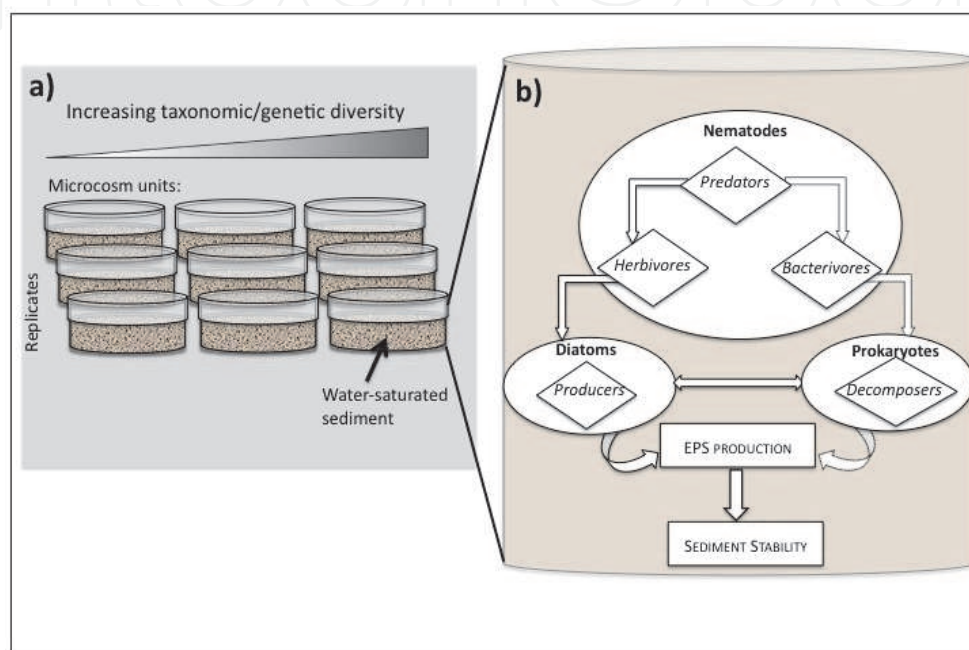 a)
Increasing taxonomic/genetic diversity
Microcosm units:
Replicates
Water-saturated
sediment
b)
Nematodes
Predators
Herbivores
Bacterivores
Diatoms
Prokaryotes
Producers
Decomposers
EPS PRODUCTION
SEDIMENT STABILITY